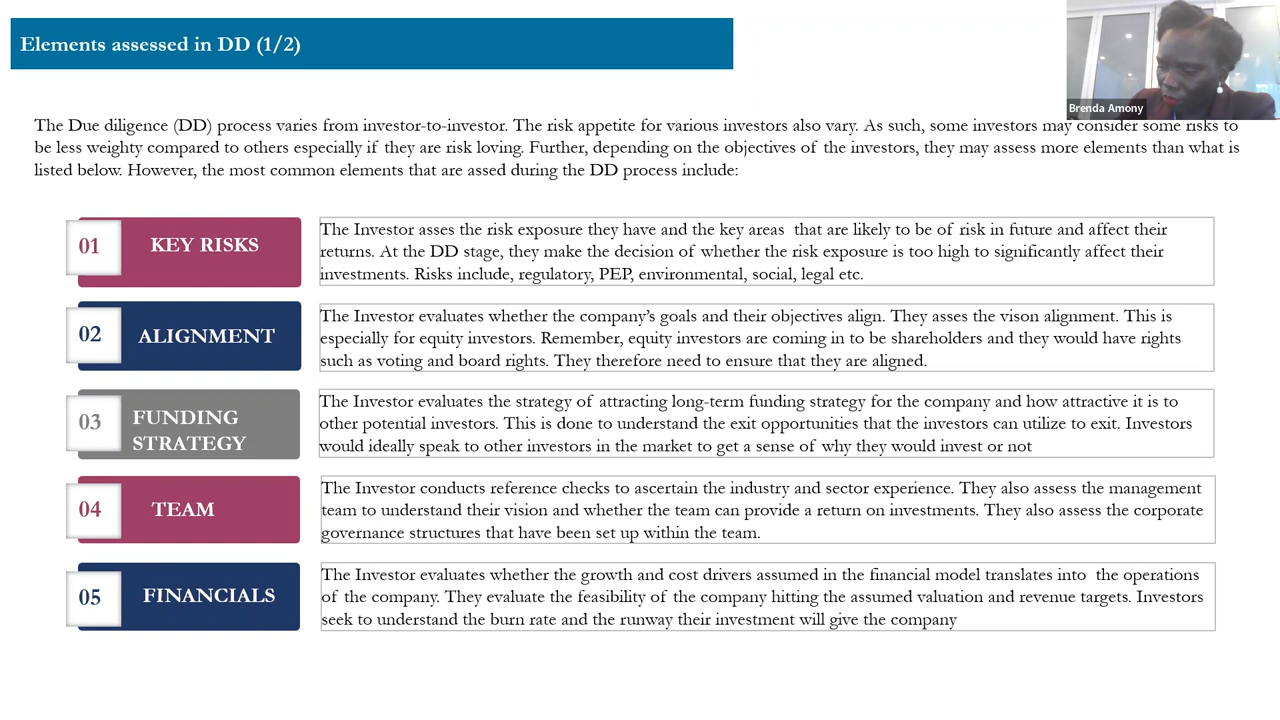 Elements assessed in DD (1/2)
Brenda Amony
The Due diligence (DD) process varies from investor-to-investor. The risk appetite for various investors also vary. As such, some investors may consider some risks to
be less weighty compared to others especially if they are risk loving. Further, depending on the objectives of the investors, they may assess more elements than what is
listed below. However, the most common elements that are assed during the DD process include:
01
KEY RISKS
The Investor asses the risk exposure they have and the key areas that are likely to be of risk in future and affect their
returns. At the DD stage, they make the decision of whether the risk exposure is too high to significantly affect their
investments. Risks include, regulatory, PEP, environmental, social, legal etc.
02
ALIGNMENT
The Investor evaluates whether the company's goals and their objectives align. They asses the vison alignment. This is
especially for equity investors. Remember, equity investors are coming in to be shareholders and they would have rights
such as voting and board rights. They therefore need to ensure that they are aligned.
03
FUNDING
STRATEGY
The Investor evaluates the strategy of attracting long-term funding strategy for the company and how attractive it is to
other potential investors. This is done to understand the exit opportunities that the investors can utilize to exit. Investors
would ideally speak to other investors in the market to get a sense of why they would invest or not
04
TEAM
The Investor conducts reference checks to ascertain the industry and sector experience. They also assess the management
team to understand their vision and whether the team can provide a return on investments. They also assess the corporate
governance structures that have been set up within the team.
05
FINANCIALS
The Investor evaluates whether the growth and cost drivers assumed in the financial model translates into the operations
of the company. They evaluate the feasibility of the company hitting the assumed valuation and revenue targets. Investors
seek to understand the burn rate and the runway their investment will give the company